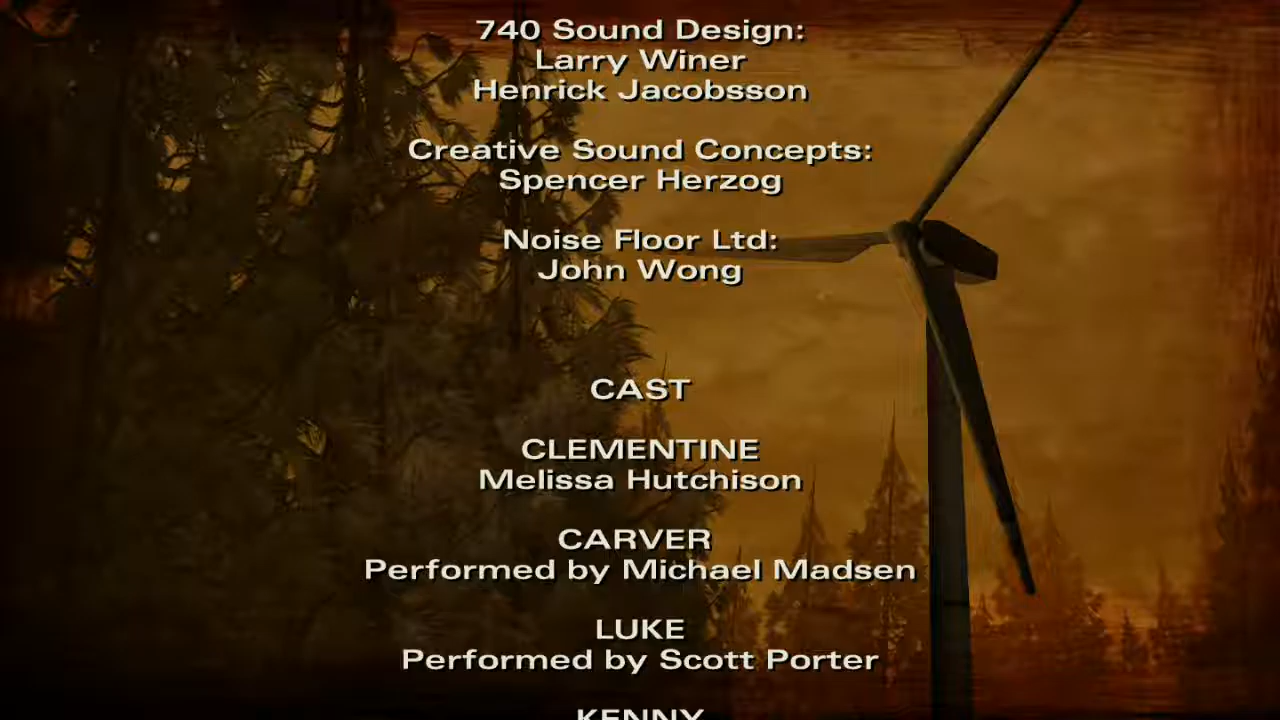 740 Sound Design:
Larry Winer
Henrick Jacobsson
Creative Sound Concepts:
Spencer Herzog
Noise Floor Ltd:
John Wong
CAST
CLEMENTINE
Melissa Hutchison
CARVER
Performed by Michael Madsen
LUKE
Performed by Scott Porter
KENNY